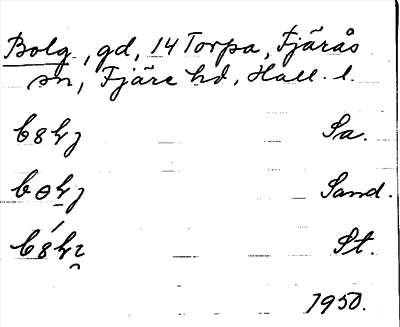 Bolg, gd, 14 Torpa, Fjärås
sn, Fjäre hd, Hall. l.
Sa.
Sand.
St.
1950.